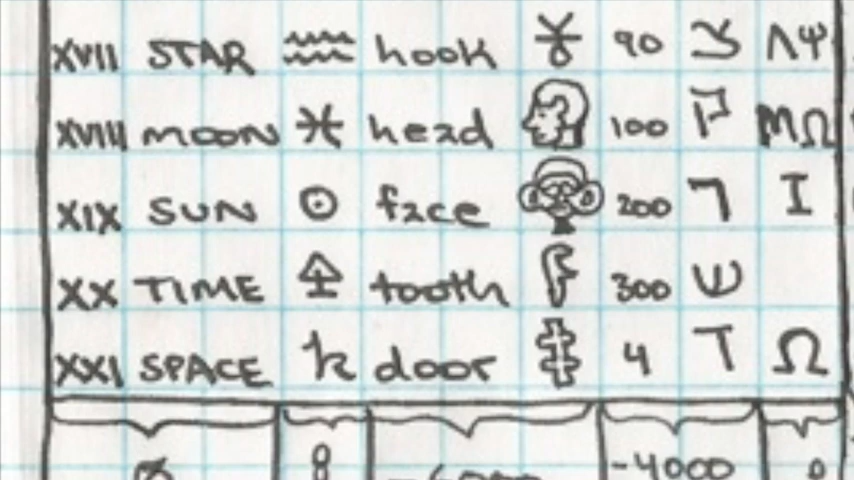 XVII STAR hook 90 ΛΨ
XVIII MOON head 100 ק MΩ
XIX SUN ☉ face 200 ר I
XX TIME tooth 300 ש
XXI SPACE door 4 Ω
-4000